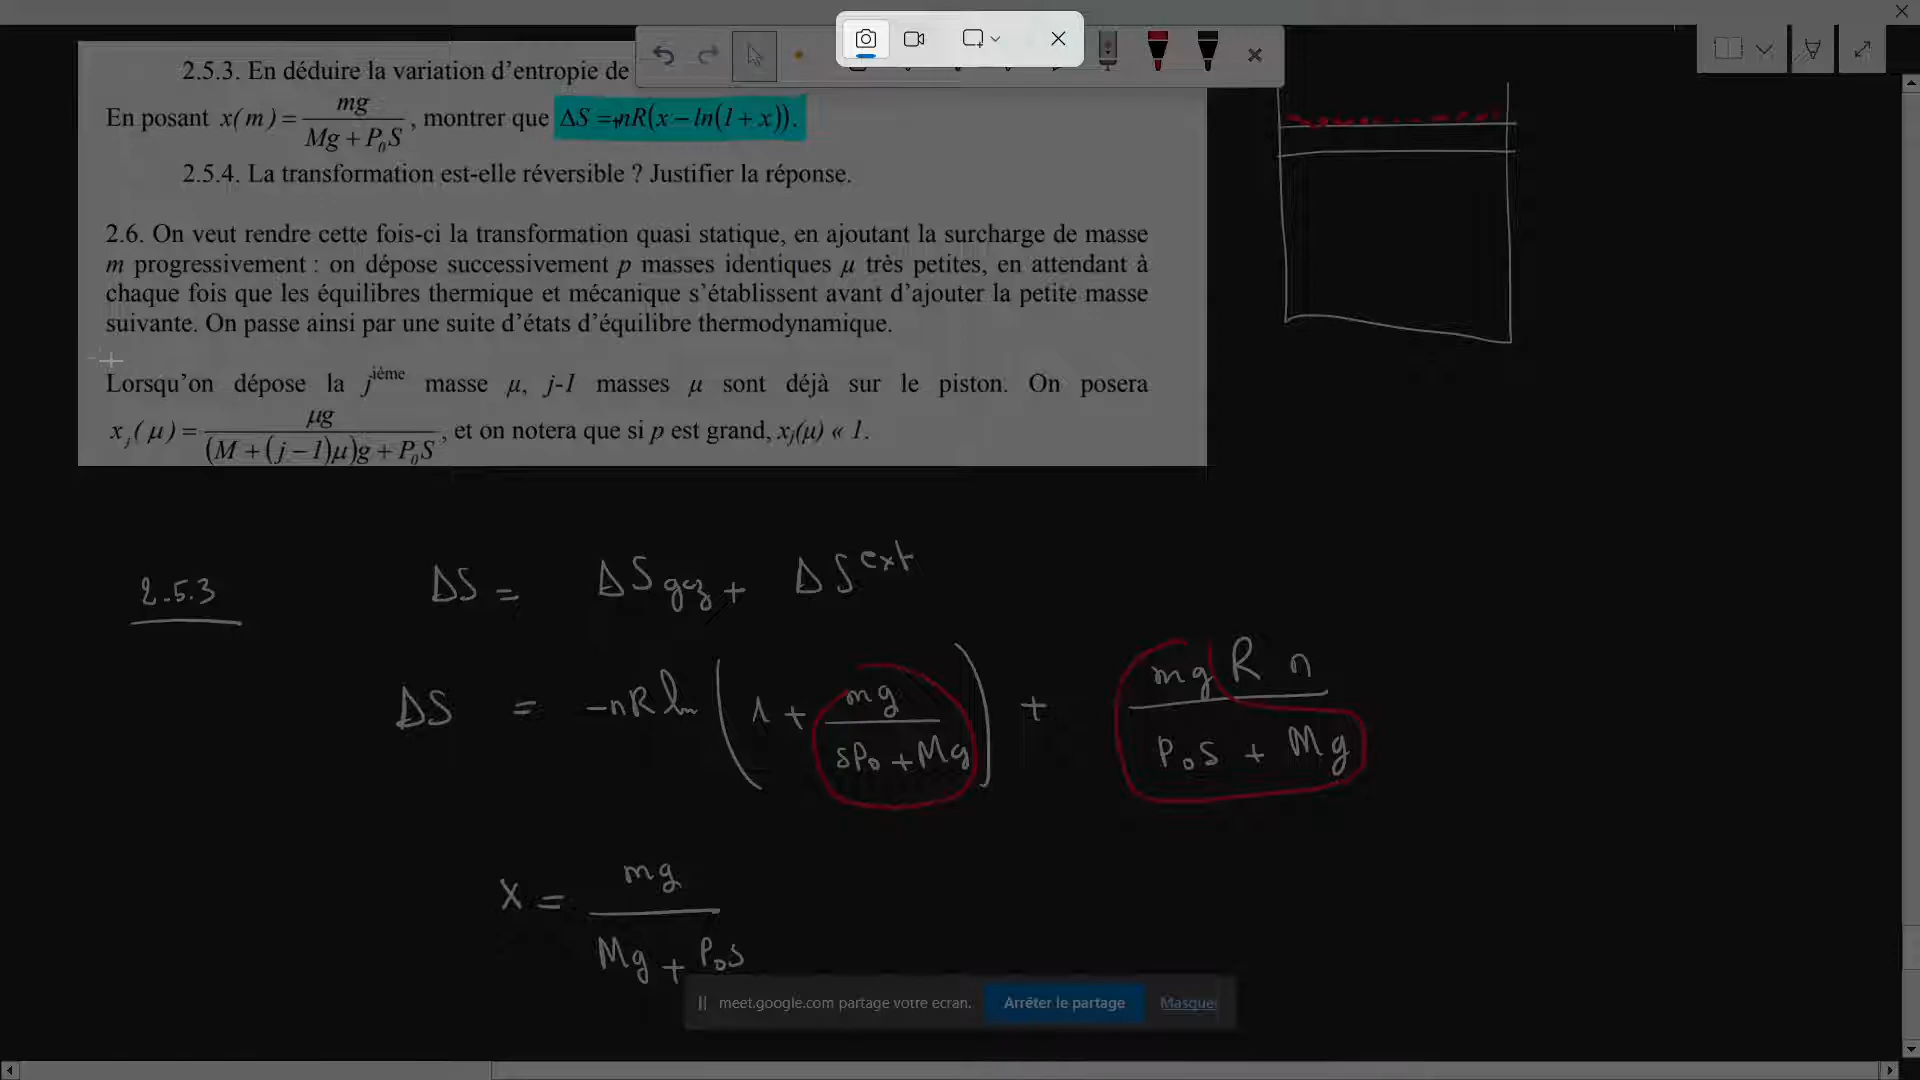 2.5.3. En déduire la variation d’entropie de
En posant x(m) = mg / (Mg + P₀S), montrer que ΔS = +nR(x − ln(1 + x)).
2.5.4. La transformation est-elle réversible ? Justifier la réponse.
2.6. On veut rendre cette fois-ci la transformation quasi statique, en ajoutant la surcharge de masse
m progressivement : on dépose successivement p masses identiques μ très petites, en attendant à
chaque fois que les équilibres thermique et mécanique s’établissent avant d’ajouter la petite masse
suivante. On passe ainsi par une suite d’états d’équilibre thermodynamique.
Lorsqu’on dépose la jième masse μ, j-1 masses μ sont déjà sur le piston. On posera
xⱼ(μ) = μg / ((M + (j − 1)μ)g + P₀S), et on notera que si p est grand, xⱼ(μ) « 1.
2-5.3 ΔS = ΔS gaz + ΔS ext
ΔS = −nR ln (1 + mg / (SP₀ + Mg)) + mg R n / (P₀S + Mg)
X = mg / (Mg + P₀S)
meet.google.com partage votre écran. Arrêter le partage Masquer